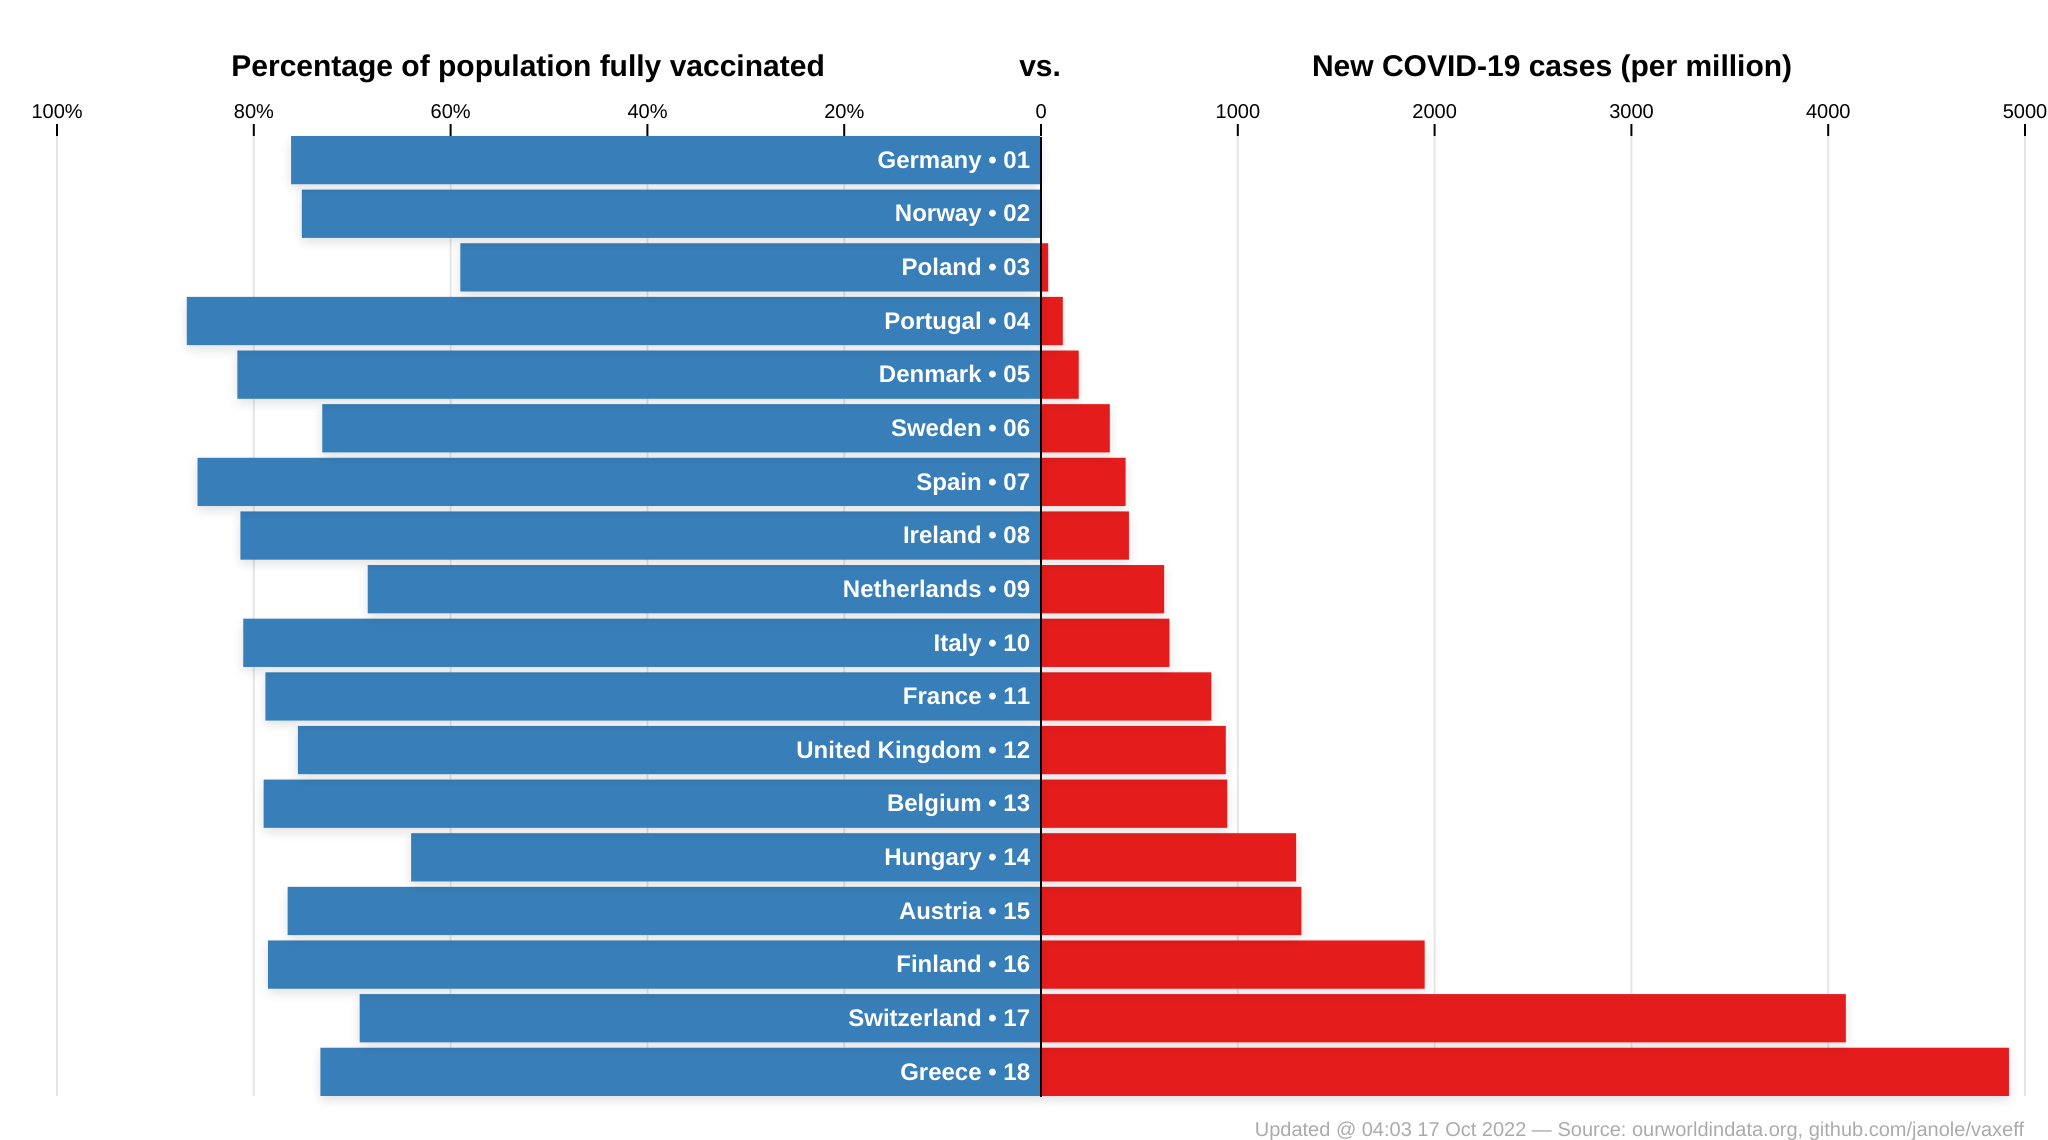 Percentage of population fully vaccinated vs. New COVID-19 cases (per million)
100% 80% 60% 40% 20% 0 1000 2000 3000 4000 5000
Germany • 01
Norway • 02
Poland • 03
Portugal • 04
Denmark • 05
Sweden • 06
Spain • 07
Ireland • 08
Netherlands • 09
Italy • 10
France • 11
United Kingdom • 12
Belgium • 13
Hungary • 14
Austria • 15
Finland • 16
Switzerland • 17
Greece • 18
Updated @ 04:03 17 Oct 2022 — Source: ourworldindata.org, github.com/janole/vaxeff